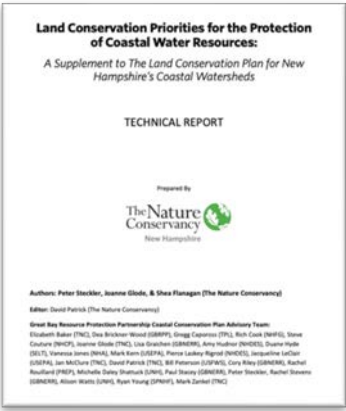 Land Conservation Priorities for the Protection
of Coastal Water Resources:
A Supplement to The Land Conservation Plan for New
Hampshire's Coastal Watersheds
TECHNICAL REPORT
Prepared By
The Nature
Conservancy
New Hampshire
Authors: Peter Steckler, Joanne Glode, & Shea Flanagan (The Nature Conservancy)
Editor: David Patrick (The Nature Conservancy)
Great Bay Resource Protection Partnership Coastal Conservation Plan Advisory Team:
Elizabeth Baker (TNC), Dea Brickner-Wood (GBRPP), Gregg Caporossi (TPL), Rich Cook (NHFG), Steve
Couture (NHCP), Joanne Glode (TNC), Lisa Graichen (GBNERR), Amy Hudnor (NHDES), Duane Hyde
(SELT), Vanessa Jones (NHA), Mark Kern (USEPA), Pierce Laskey Rigrod (NHDES), Jacqueline LeClair
(USEPA), Jan McClure (TNC), David Patrick (TNC), Bill Peterson (USFWS), Cory Riley (GBNERR), Rachel
Rouillard (PREP), Michelle Daley Shattuck (UNH), Paul Stacey (GBNERR), Peter Steckler, Rachel Stevens
(GBNERR), Alison Watts (UNH), Ryan Young (SPNHF), Mark Zankel (TNC)